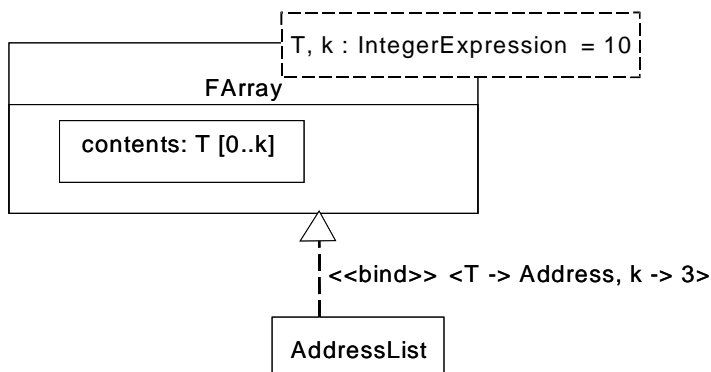 T, k : IntegerExpression = 10
FArray
contents: T [0..k]
<<bind>> <T -> Address, k -> 3>
AddressList